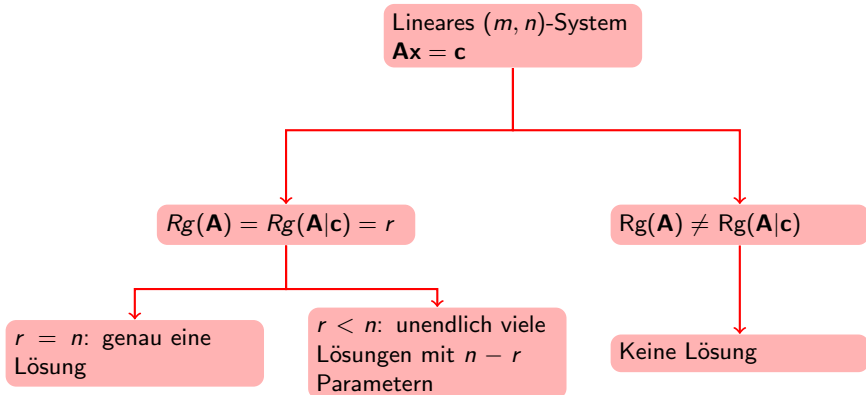 Lineares (m, n)-System
Ax = c
Rg(A) = Rg(A|c) = r
Rg(A) ≠ Rg(A|c)
r = n: genau eine
Lösung
r < n: unendlich viele
Lösungen mit n − r
Parametern
Keine Lösung